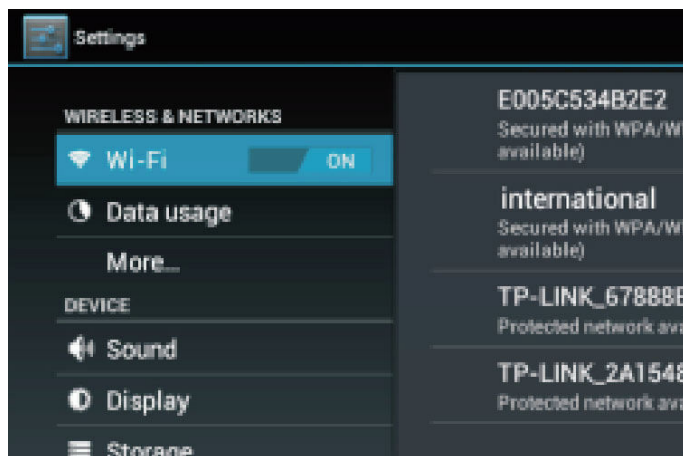 Settings
WIRELESS & NETWORKS
Wi-Fi ON
Data usage
More...
DEVICE
Sound
Display
Storage
E005C534B2E2
Secured with WPA/W
available)
international
Secured with WPA/W
available)
TP-LINK_67888
Protected network ava
TP-LINK_2A1548
Protected network ava